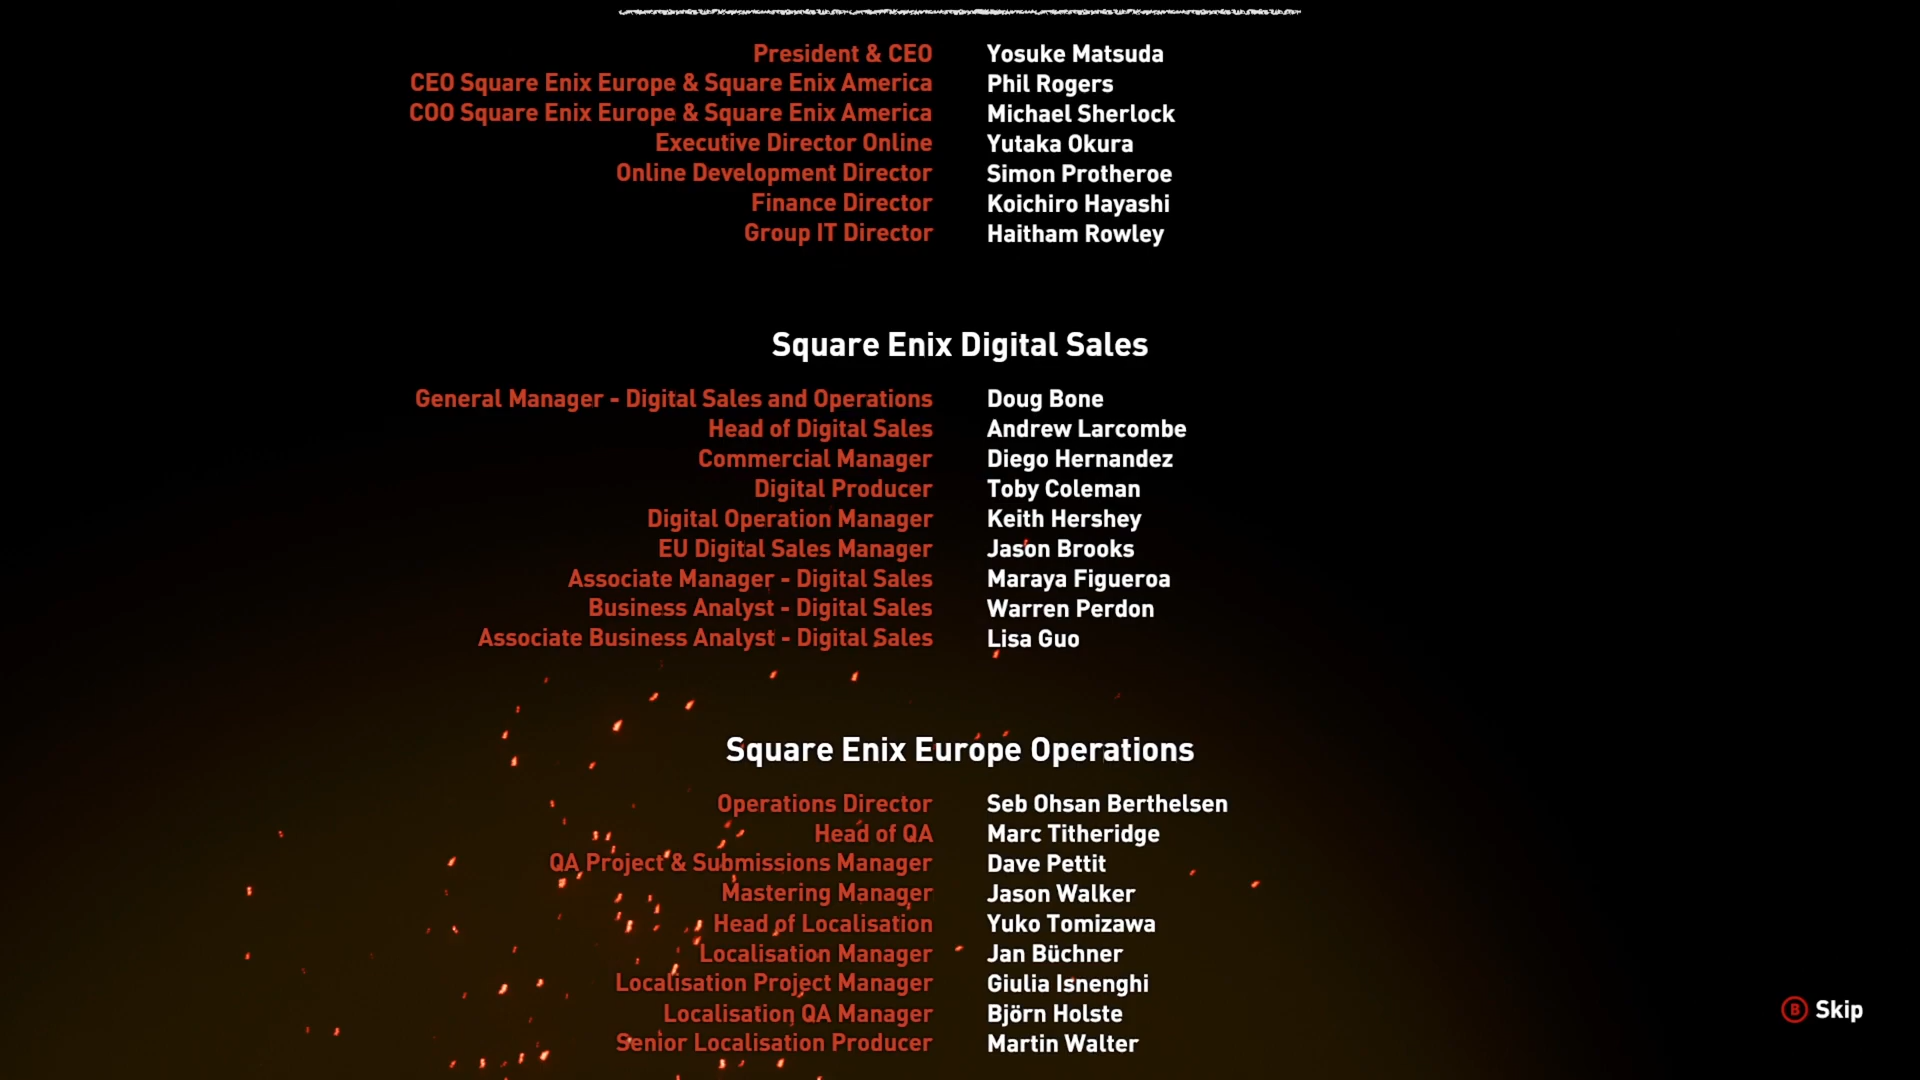 President & CEO Yosuke Matsuda
CEO Square Enix Europe & Square Enix America Phil Rogers
COO Square Enix Europe & Square Enix America Michael Sherlock
Executive Director Online Yutaka Okura
Online Development Director Simon Protheroe
Finance Director Koichiro Hayashi
Group IT Director Haitham Rowley
Square Enix Digital Sales
General Manager - Digital Sales and Operations Doug Bone
Head of Digital Sales Andrew Larcombe
Commercial Manager Diego Hernandez
Digital Producer Toby Coleman
Digital Operation Manager Keith Hershey
EU Digital Sales Manager Jason Brooks
Associate Manager - Digital Sales Maraya Figueroa
Business Analyst - Digital Sales Warren Perdon
Associate Business Analyst - Digital Sales Lisa Guo
Square Enix Europe Operations
Operations Director Seb Ohsan Berthelsen
Head of QA Marc Titheridge
QA Project & Submissions Manager Dave Pettit
Mastering Manager Jason Walker
Head of Localisation Yuko Tomizawa
Localisation Manager Jan Büchner
Localisation Project Manager Giulia Isnenghi
Localisation QA Manager Björn Holste
Senior Localisation Producer Martin Walter
B Skip